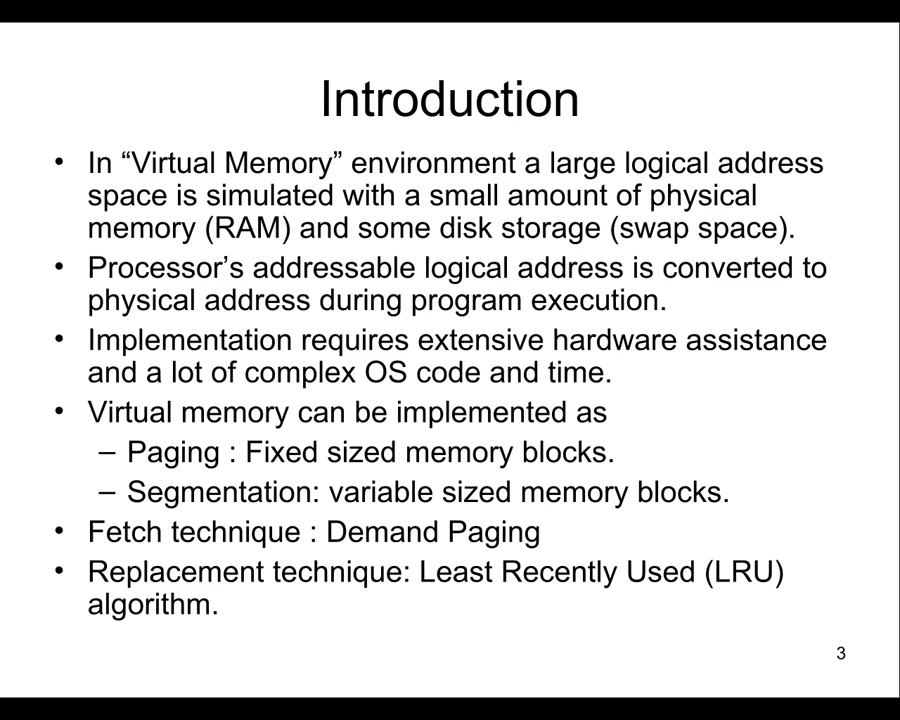 Introduction
• In “Virtual Memory” environment a large logical address
space is simulated with a small amount of physical
memory (RAM) and some disk storage (swap space).
• Processor’s addressable logical address is converted to
physical address during program execution.
• Implementation requires extensive hardware assistance
and a lot of complex OS code and time.
• Virtual memory can be implemented as
– Paging : Fixed sized memory blocks.
– Segmentation: variable sized memory blocks.
• Fetch technique : Demand Paging
• Replacement technique: Least Recently Used (LRU)
algorithm.
3